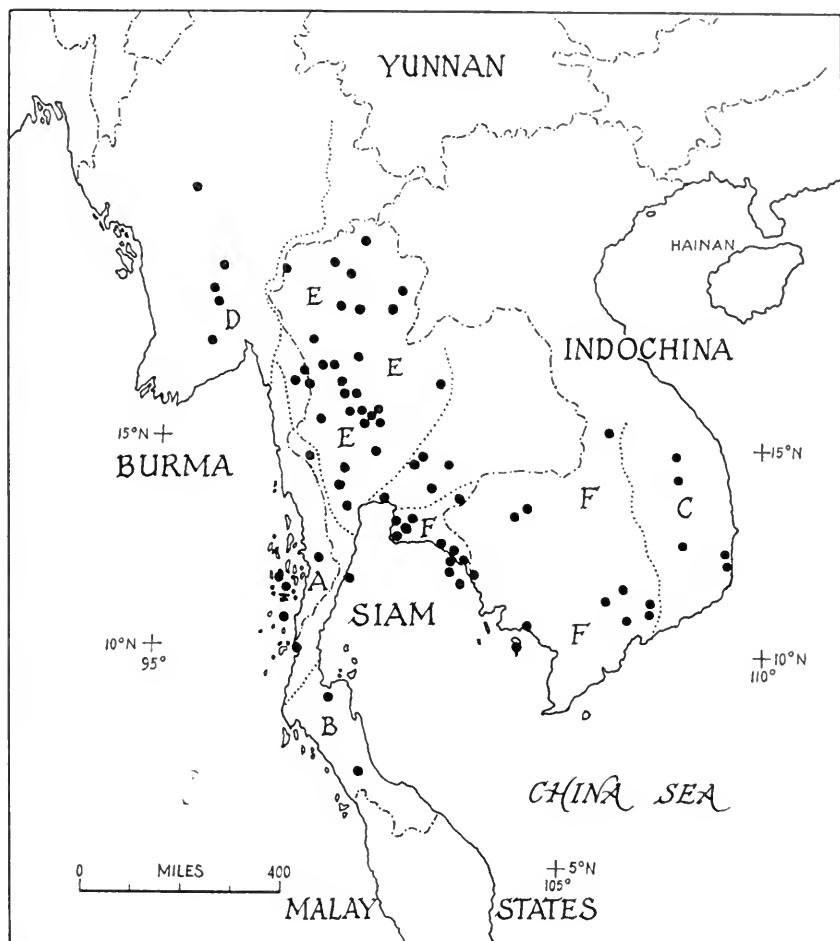 YUNNAN
HAINAN
E
D
INDOCHINA
E
15°N
E
15°N
BURMA
F
C
F
A
SIAM
F
10°N
95°
10°N
110°
B
CHINA SEA
0 MILES 400
5°N
105°
MALAY STATES